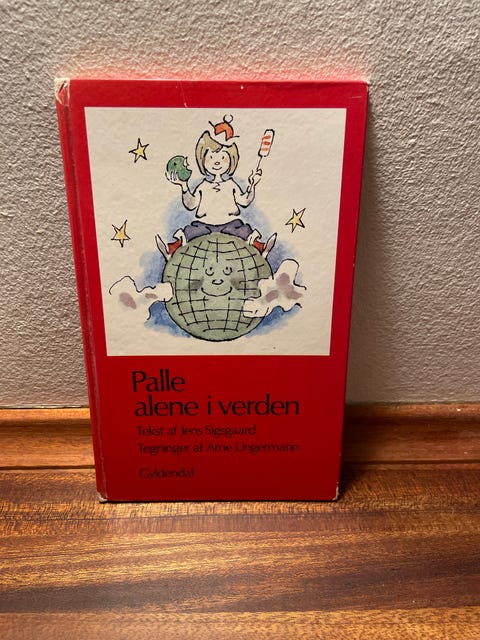 Palle
alene i verden
Tekst af Jens Sigsgaard
Tegninger af Arne Ungermann
Gyldendal